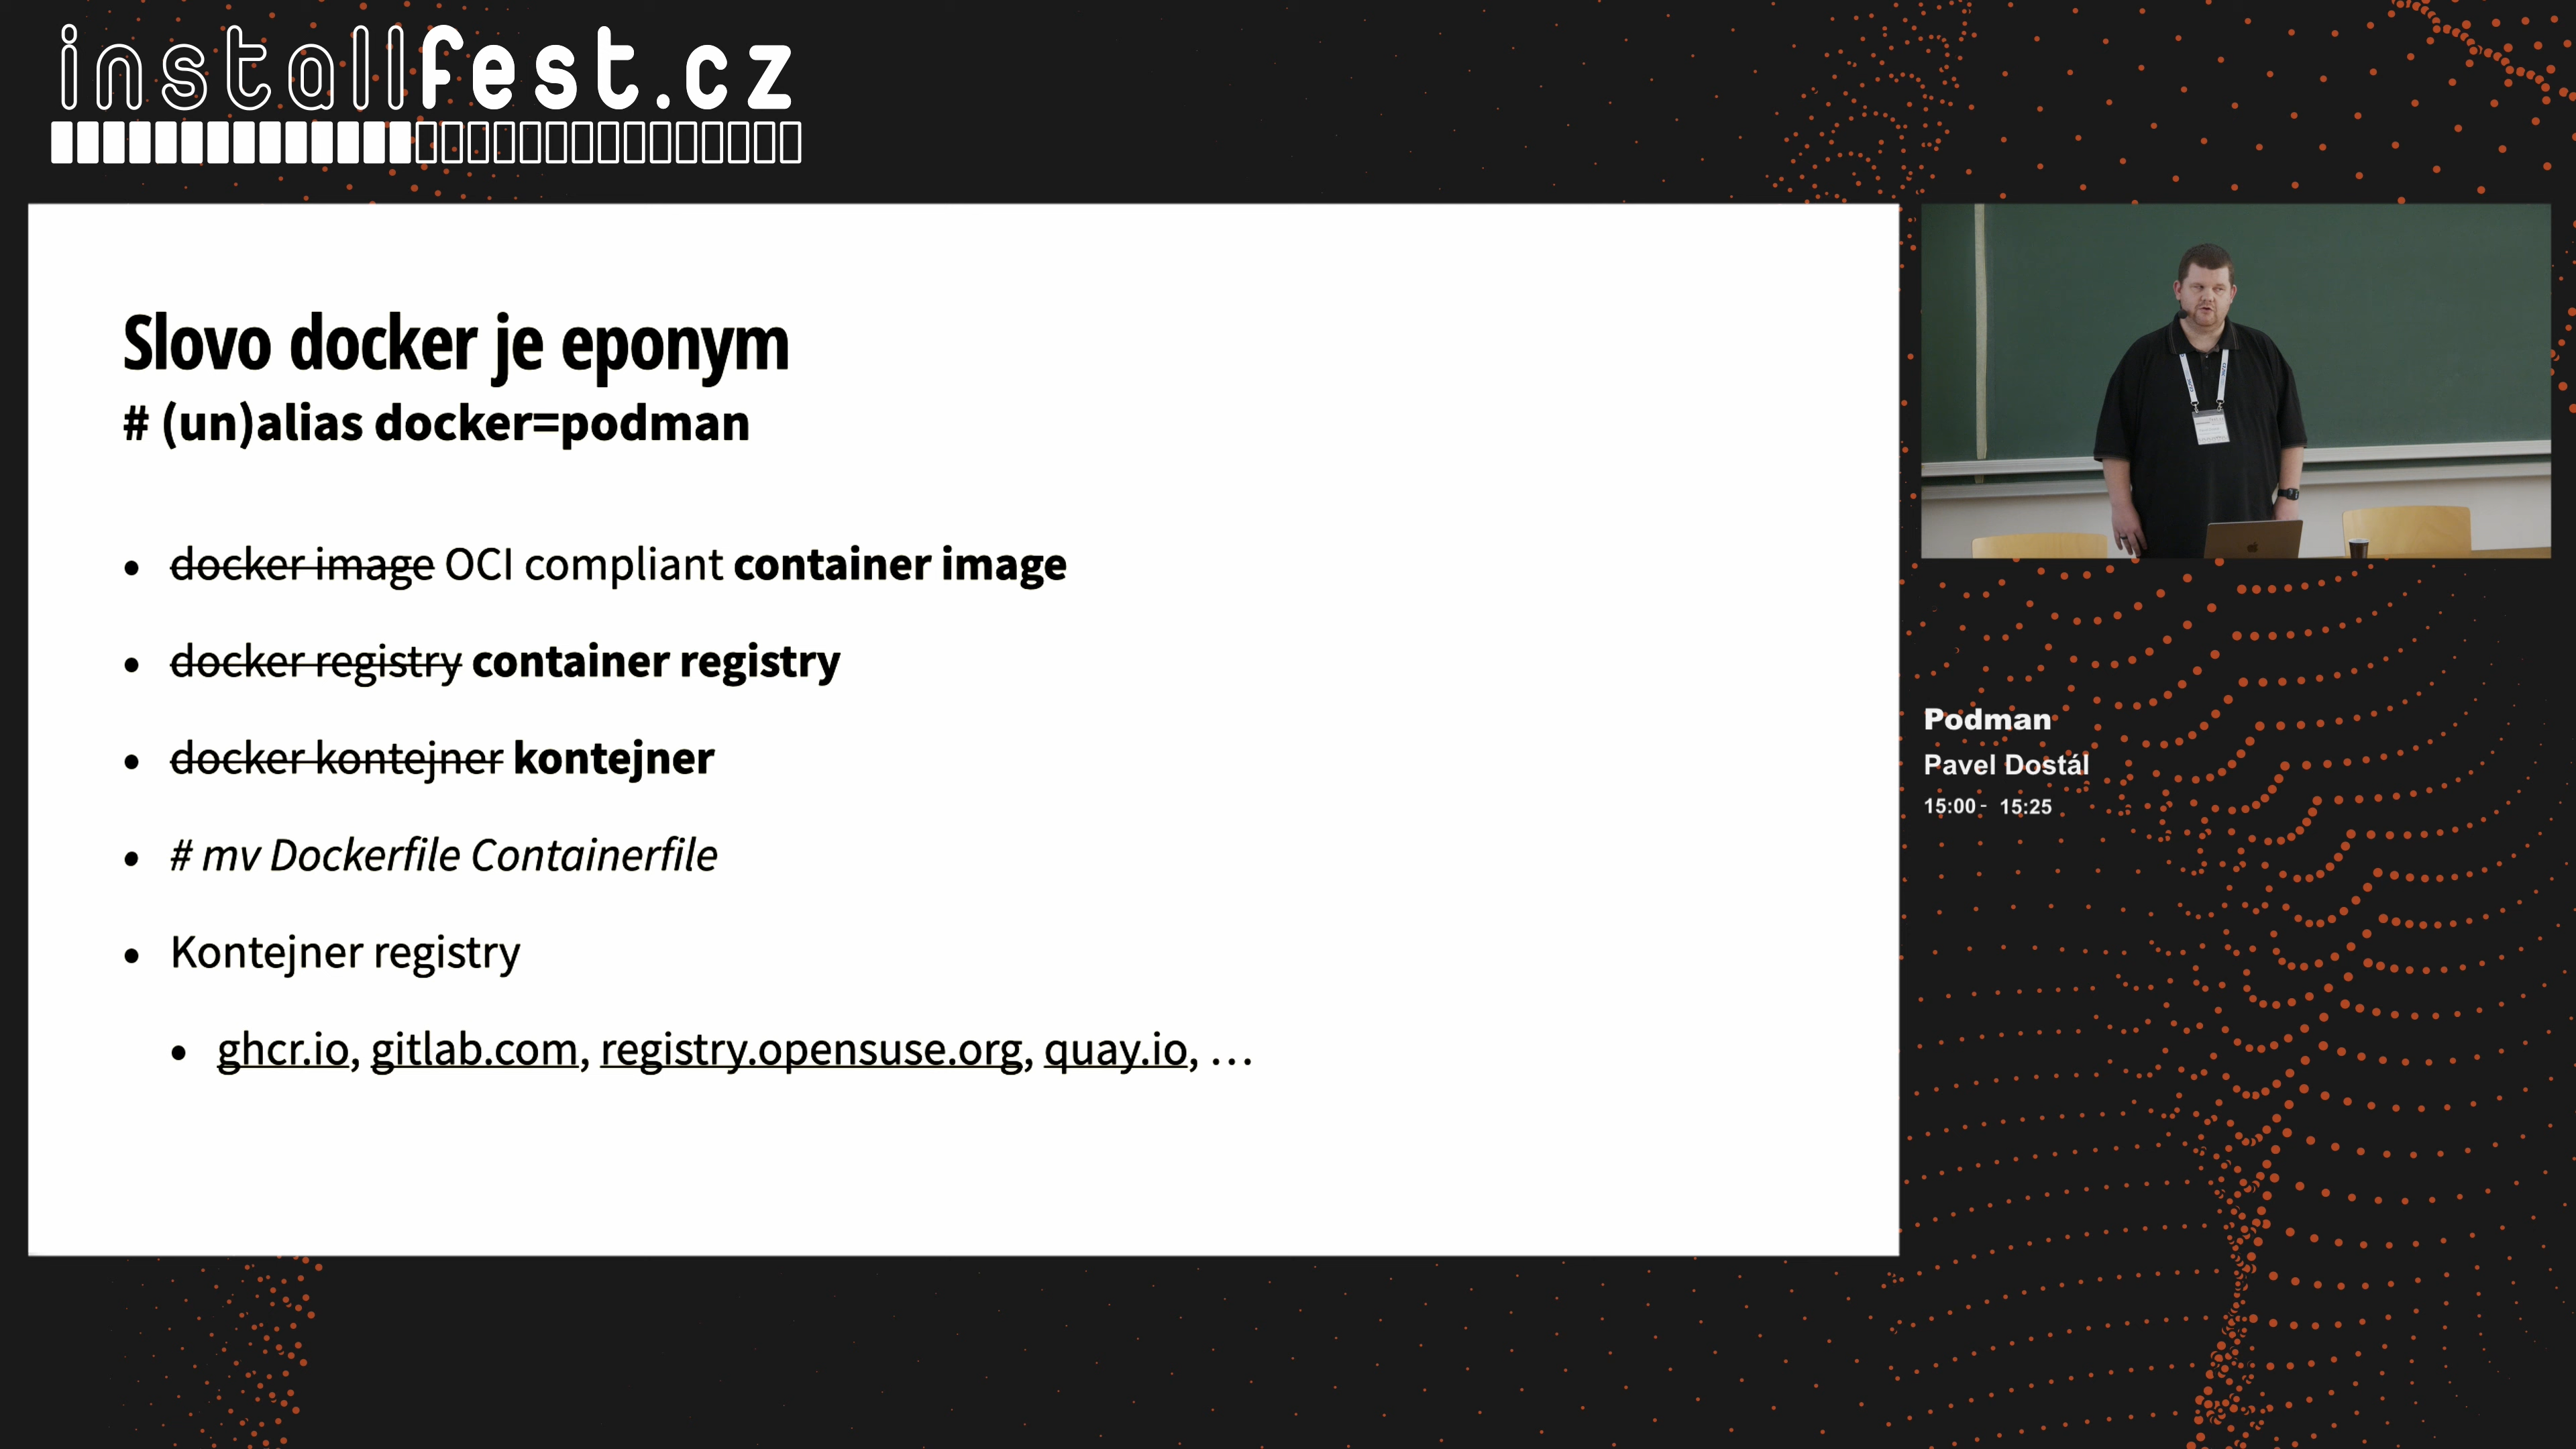 installfest.cz
Slovo docker je eponym
# (un)alias docker=podman
docker image OCI compliant container image
docker registry container registry
docker kontejner kontejner
# mv Dockerfile Containerfile
Kontejner registry
ghcr.io, gitlab.com, registry.opensuse.org, quay.io, …
Podman
Pavel Dostál
15:00 - 15:25